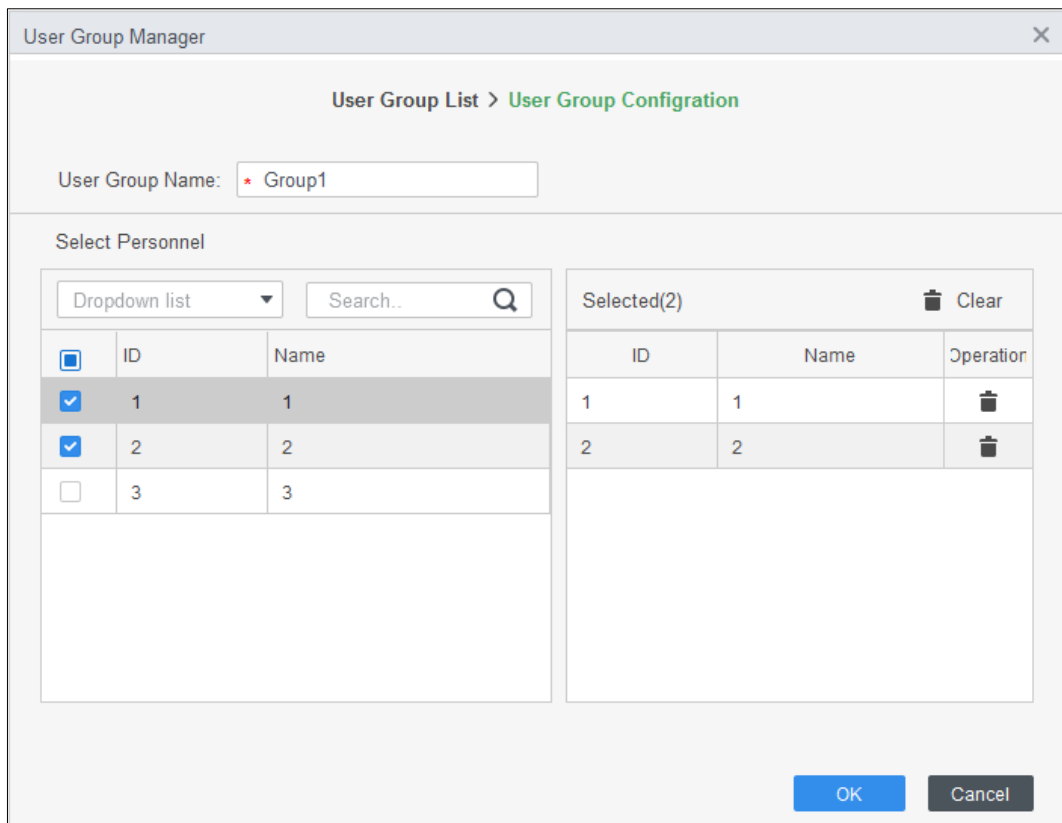 User Group Manager
User Group List > User Group Configration
User Group Name: * Group1
Select Personnel
Dropdown list Search..
ID Name
1 1
2 2
3 3
Selected(2) Clear
ID Name Operation
1 1
2 2
OK Cancel